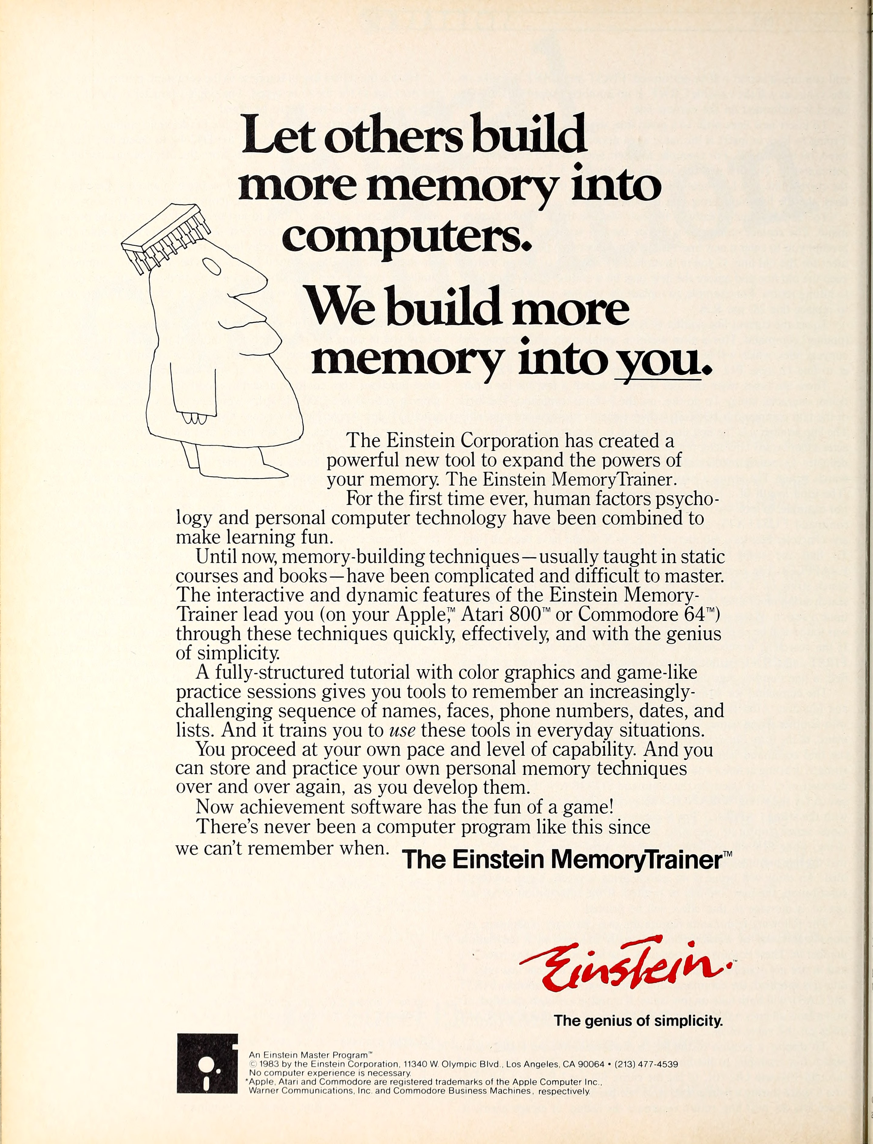 Let others build
more memory into
computers.
We build more
memory into you.
The Einstein Corporation has created a
powerful new tool to expand the powers of
your memory. The Einstein MemoryTrainer.
For the first time ever, human factors psycho-
logy and personal computer technology have been combined to
make learning fun.
Until now, memory-building techniques—usually taught in static
courses and books—have been complicated and difficult to master.
The interactive and dynamic features of the Einstein Memory-
Trainer lead you (on your Apple,™ Atari 800™ or Commodore 64™)
through these techniques quickly, effectively, and with the genius
of simplicity.
A fully-structured tutorial with color graphics and game-like
practice sessions gives you tools to remember an increasingly-
challenging sequence of names, faces, phone numbers, dates, and
lists. And it trains you to use these tools in everyday situations.
You proceed at your own pace and level of capability. And you
can store and practice your own personal memory techniques
over and over again, as you develop them.
Now achievement software has the fun of a game!
There's never been a computer program like this since
we can't remember when. The Einstein MemoryTrainer™
Einstein.™
The genius of simplicity.
An Einstein Master Program™
© 1983 by the Einstein Corporation, 11340 W. Olympic Blvd., Los Angeles, CA 90064 • (213) 477-4539
No computer experience is necessary.
*Apple, Atari and Commodore are registered trademarks of the Apple Computer Inc.,
Warner Communications, Inc. and Commodore Business Machines, respectively.